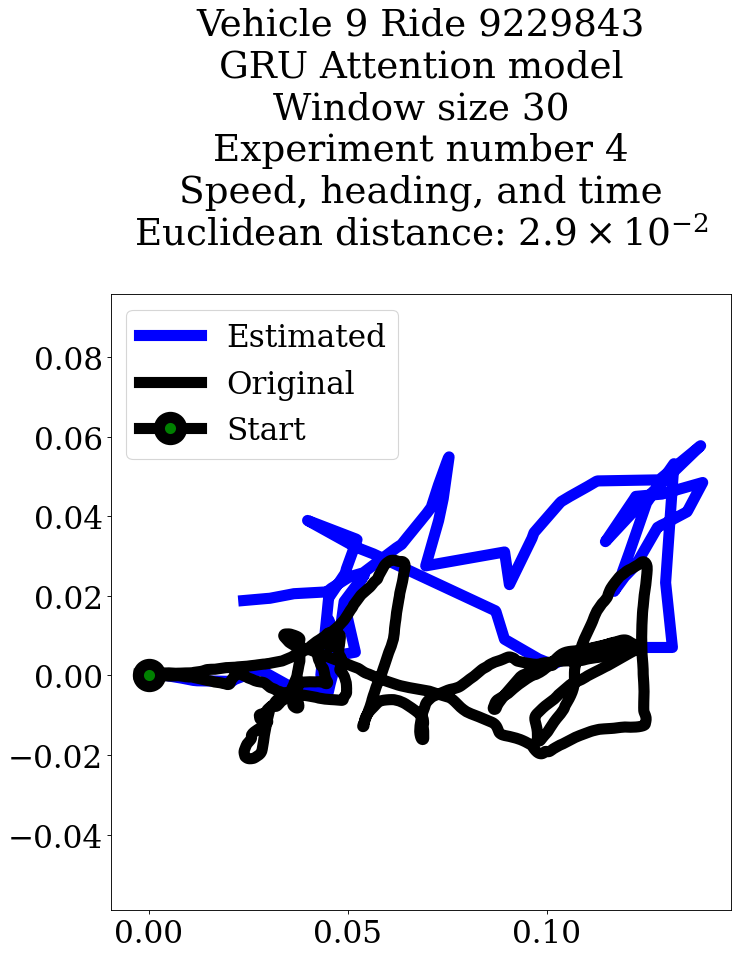 Vehicle 9 Ride 9229843
GRU Attention model
Window size 30
Experiment number 4
Speed, heading, and time
Euclidean distance: 2.9 × 10⁻²
Estimated
Original
Start
0.08
0.06
0.04
0.02
0.00
−0.02
−0.04
0.00 0.05 0.10